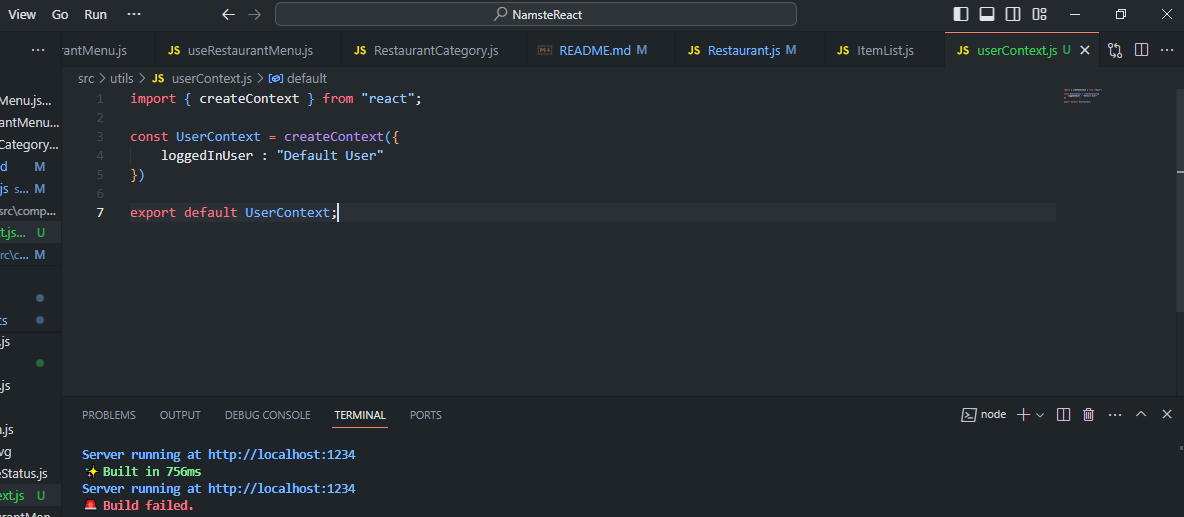 View Go Run ··· NamsteReact
··· rantMenu.js JS useRestaurantMenu.js JS RestaurantCategory.js README.md M JS Restaurant.js M JS ItemList.js JS userContext.js U ···
src > utils > JS userContext.js > default
1 import { createContext } from "react";
2
3 const UserContext = createContext({
4 loggedInUser : "Default User"
5 })
6
7 export default UserContext;
Menu.js...
rantMenu...
Category...
d M
js s... M
src\comp...
t.js... U
rc\c... M
ts
.js
.js
n.js
vg
eStatus.js
ext.js U
urantMen
PROBLEMS OUTPUT DEBUG CONSOLE TERMINAL PORTS node ···
Server running at http://localhost:1234
✨ Built in 756ms
Server running at http://localhost:1234
🚨 Build failed.